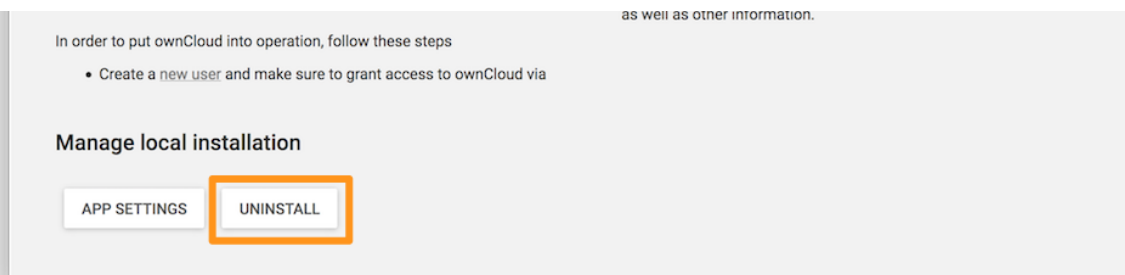 as well as other information.
In order to put ownCloud into operation, follow these steps
• Create a new user and make sure to grant access to ownCloud via
Manage local installation
APP SETTINGS
UNINSTALL